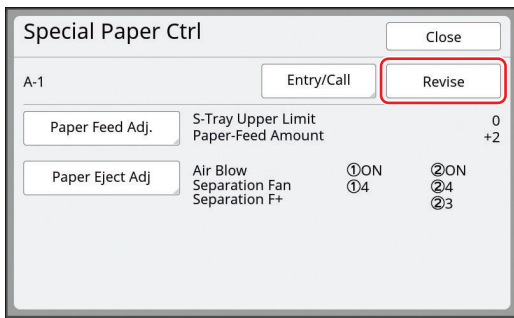 Special Paper Ctrl
Close
A-1
Entry/Call
Revise
Paper Feed Adj.
S-Tray Upper Limit 0
Paper-Feed Amount +2
Paper Eject Adj
Air Blow ①ON ②ON
Separation Fan ①4 ②4
Separation F+ ②3